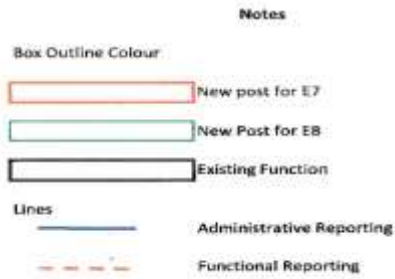 Notes
Box Outline Colour
New post for E7
New Post for E8
Existing Function
Lines
Administrative Reporting
Functional Reporting